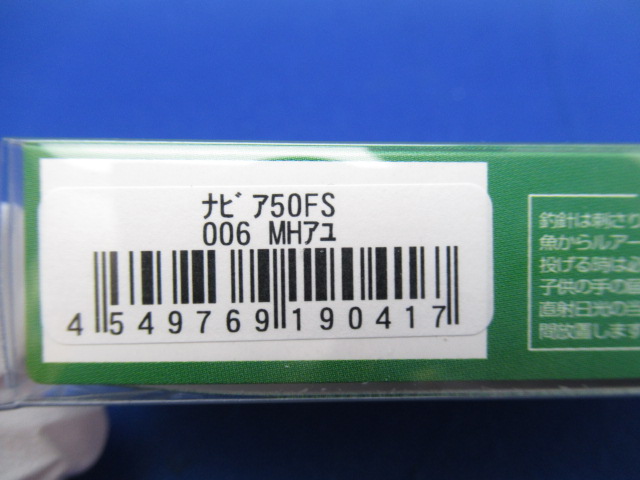 ﾅﾋﾞｱ50FS
006 MHｱﾕ
4 549769 190417
釣針は刺さり
魚からルアー
投げる時は
子供の手の
直射日光の
間放置します